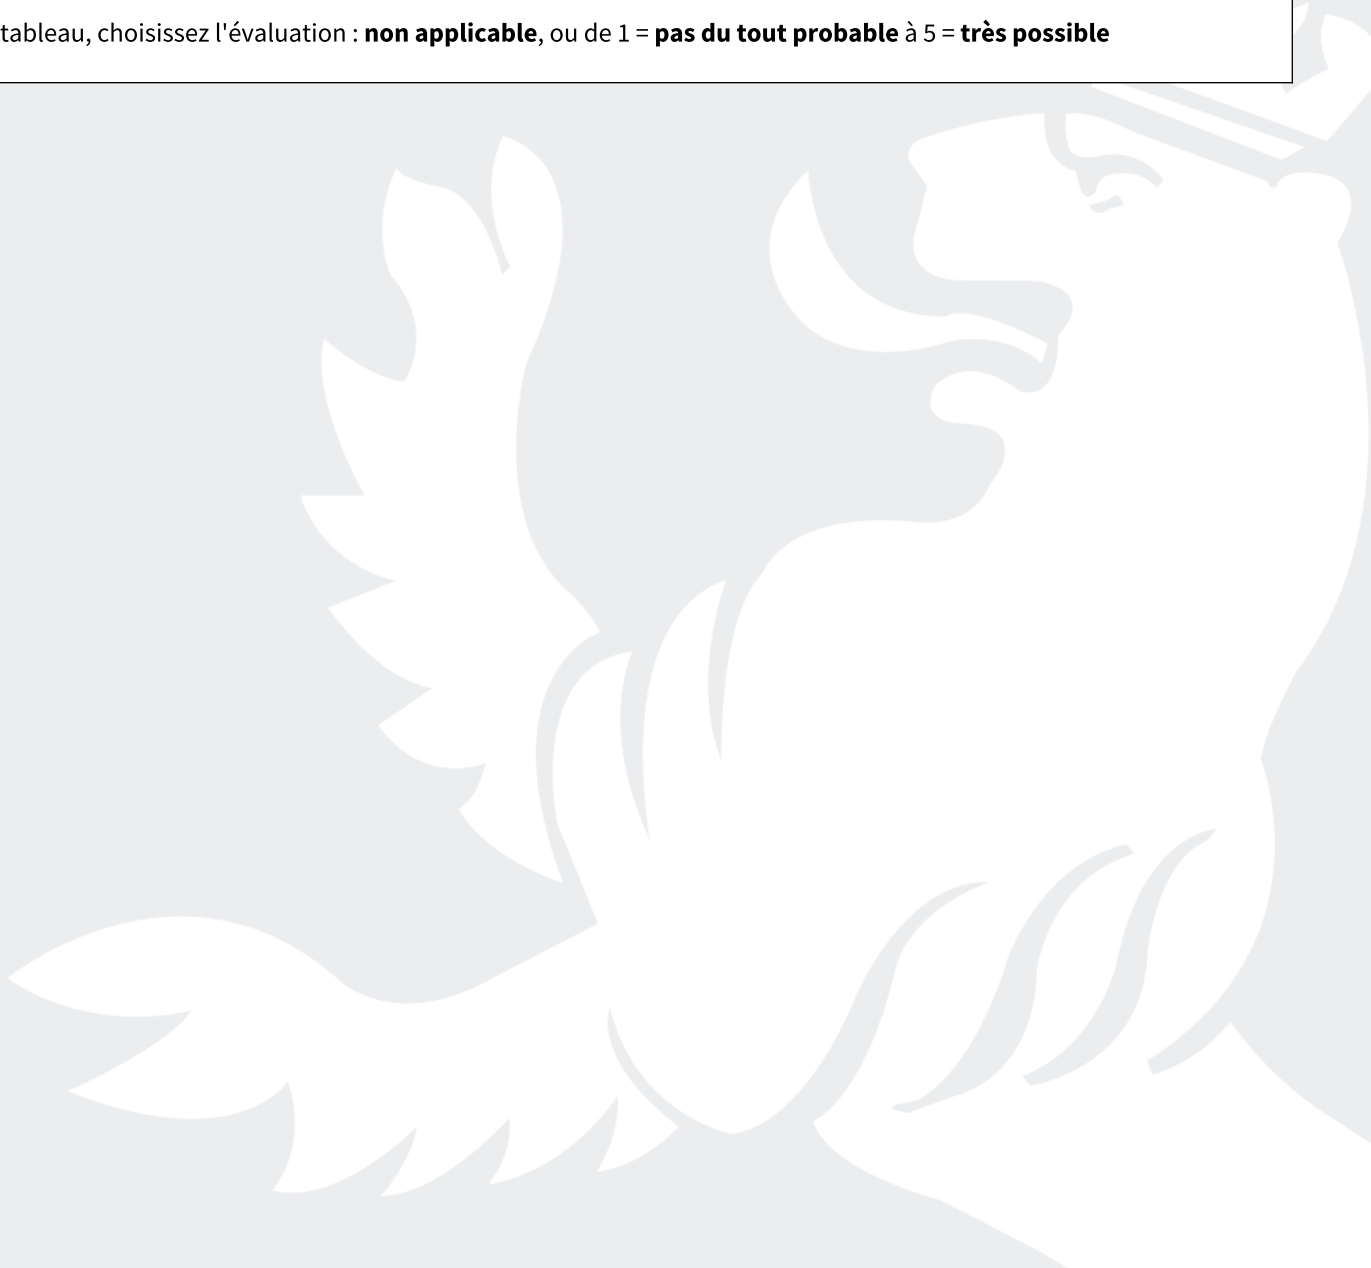 tableau, choisissez l'évaluation : non applicable, ou de 1 = pas du tout probable à 5 = très possible